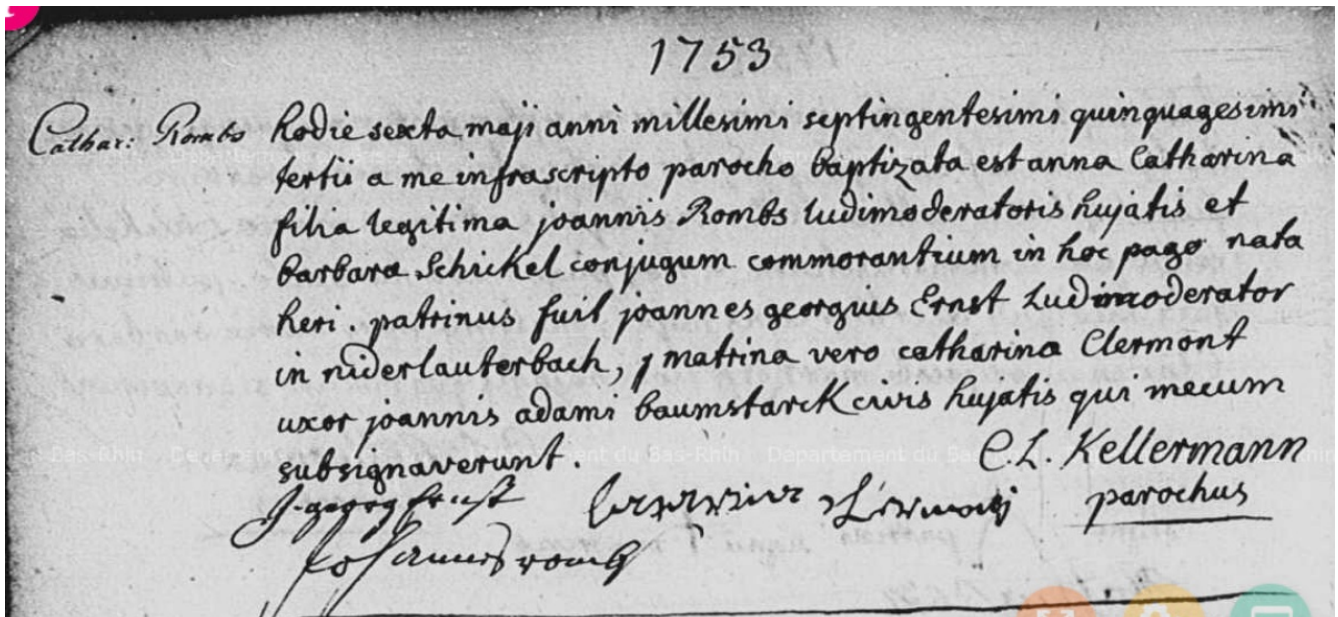 1753
Cathar: Rombs
hodie sexta maji anni millesimi septingentesimi quinquagesimi
tertii a me infrascripto parocho baptizata est anna Catharina
filia legitima joannis Rombs ludimoderatoris hujatis et
barbara Schickel conjugum commorantium in hoc pago nata
heri. patrinus fuit joannes georgius Ernst Ludimoderator
in niderlauterbach, matrina vero catharina Clermont
uxor joannis adami baumstarck civis hujatis qui mecum
subsignaverunt.
C. L. Kellermann
parochus
J. georg Ernst
Johannes romb